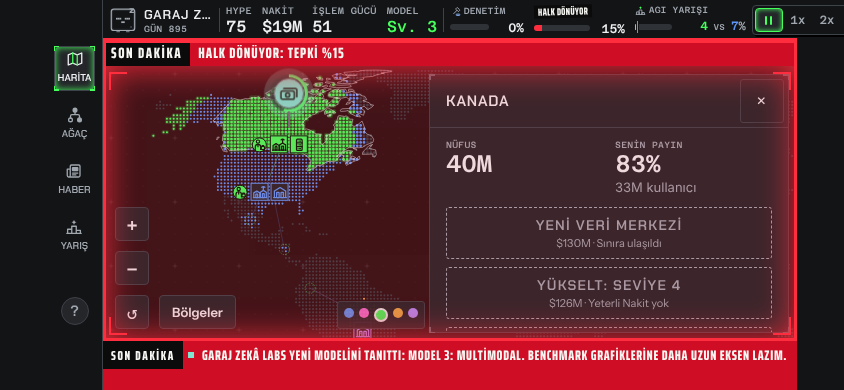 GARAJ Z...
GÜN 895
HYPE
75
NAKİT
$19M
İŞLEM GÜCÜ
51
MODEL
Sv. 3
DENETİM
0%
HALK DÖNÜYOR
15%
AGI YARIŞI
4 vs 7%
1x
2x
SON DAKİKA
HALK DÖNÜYOR: TEPKİ %15
HARİTA
AĞAÇ
HABER
YARIŞ
?
KANADA
×
NÜFUS
40M
SENİN PAYIN
83%
33M kullanıcı
YENİ VERİ MERKEZİ
$130M · Sınıra ulaşıldı
YÜKSELT: SEVİYE 4
$126M · Yeterli Nakit yok
+
−
↺
Bölgeler
SON DAKİKA
GARAJ ZEKÂ LABS YENİ MODELİNİ TANITTI: MODEL 3: MULTİMODAL. BENCHMARK GRAFİKLERİNE DAHA UZUN EKSEN LAZIM.